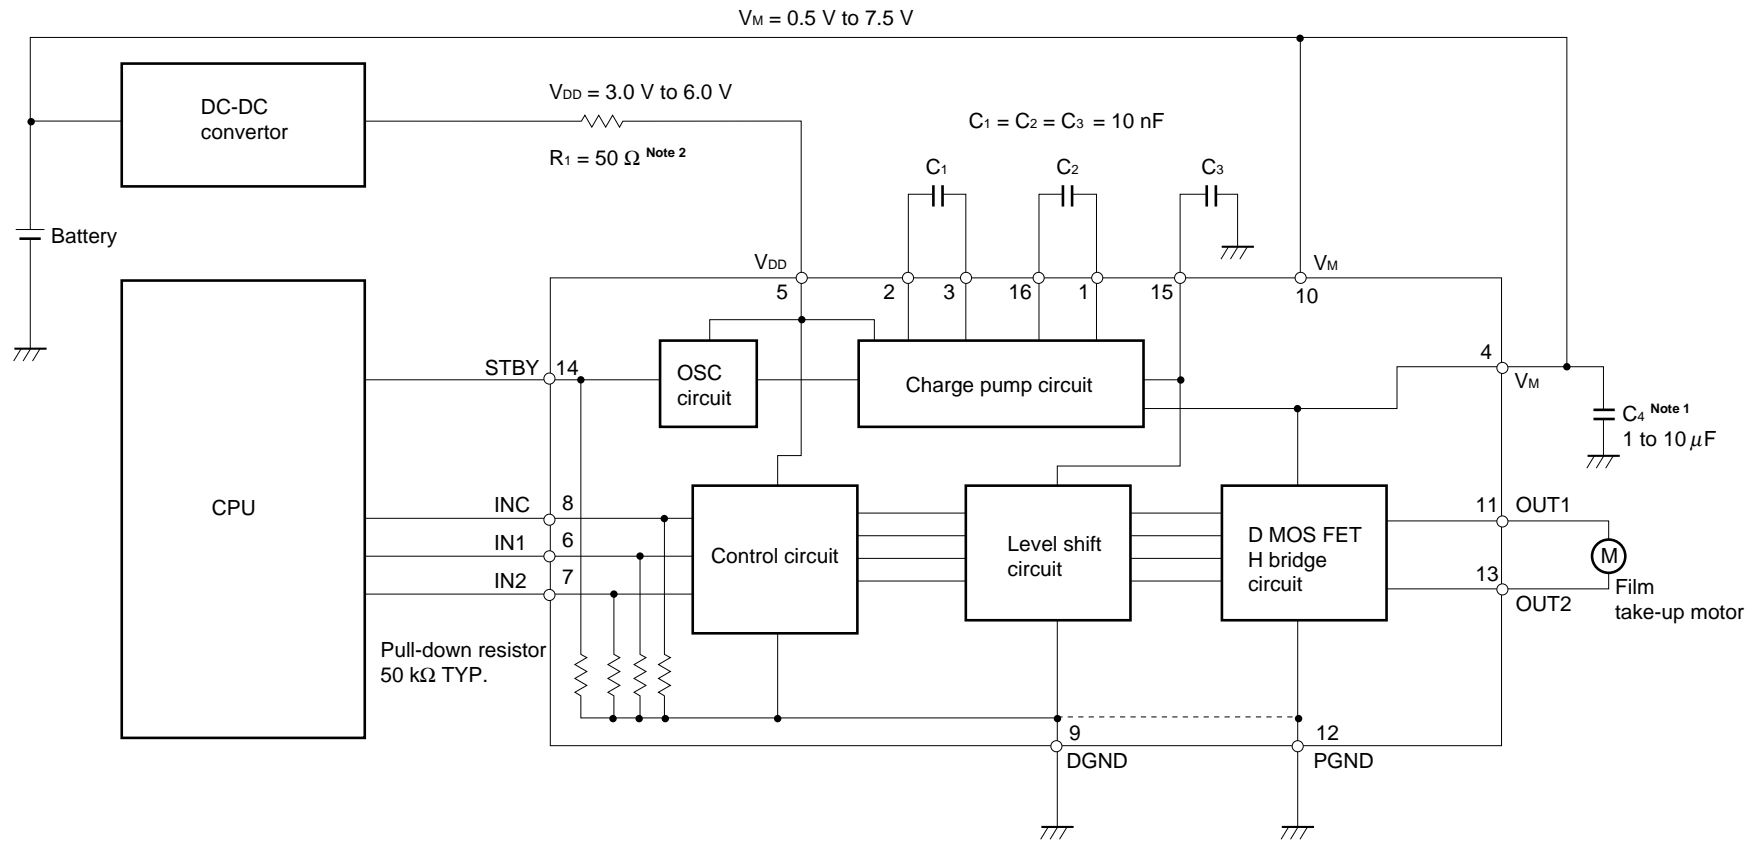 VM = 0.5 V to 7.5 V
DC-DC
convertor
VDD = 3.0 V to 6.0 V
R1 = 50 Ω Note 2
C1 = C2 = C3 = 10 nF
C1
C2
C3
Battery
VDD
5
2
3
16
1
15
VM
10
STBY
14
OSC
circuit
Charge pump circuit
4
VM
C4 Note 1
1 to 10 µF
CPU
INC
8
IN1
6
IN2
7
Control circuit
Level shift
circuit
D MOS FET
H bridge
circuit
11
OUT1
M
13
OUT2
Film
take-up motor
Pull-down resistor
50 kΩ TYP.
9
DGND
12
PGND